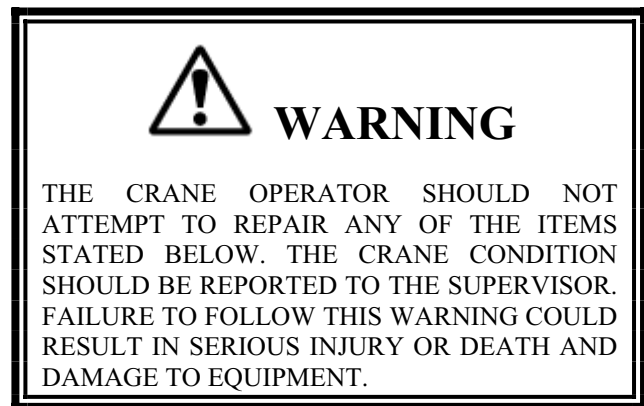 WARNING
THE CRANE OPERATOR SHOULD NOT
ATTEMPT TO REPAIR ANY OF THE ITEMS
STATED BELOW. THE CRANE CONDITION
SHOULD BE REPORTED TO THE SUPERVISOR.
FAILURE TO FOLLOW THIS WARNING COULD
RESULT IN SERIOUS INJURY OR DEATH AND
DAMAGE TO EQUIPMENT.